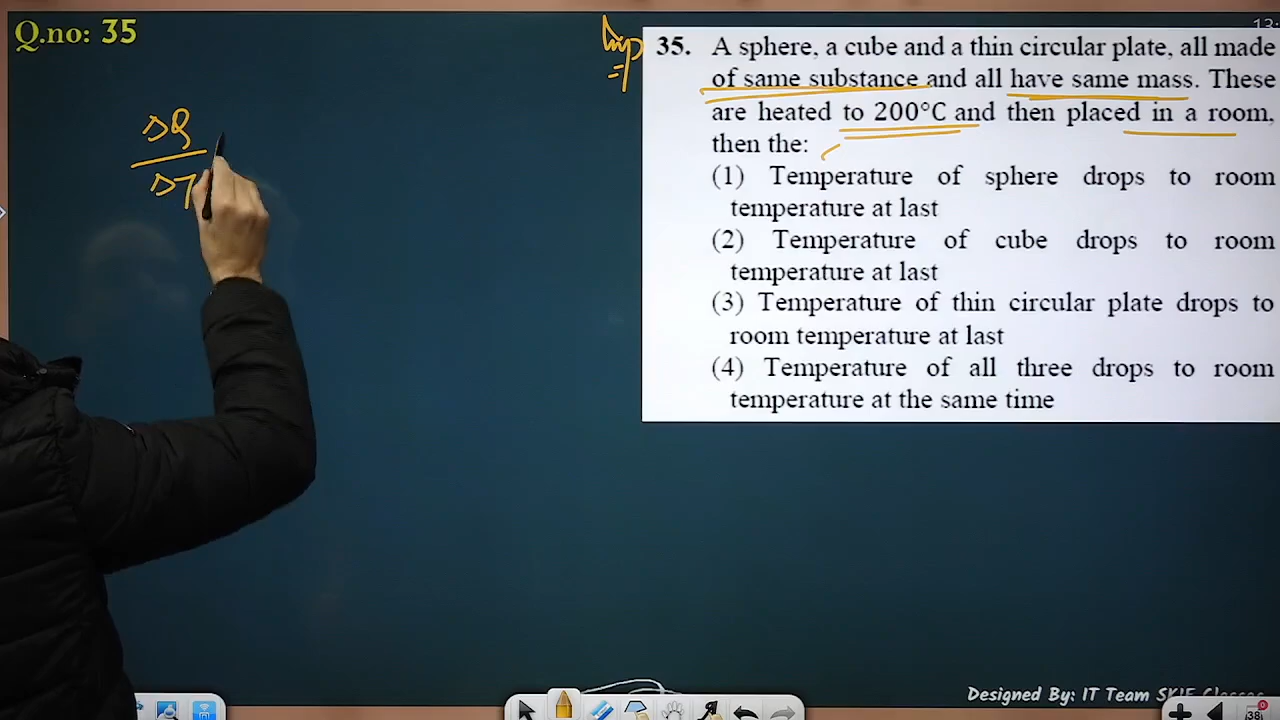 Q.no: 35
Imp
35. A sphere, a cube and a thin circular plate, all made
of same substance and all have same mass. These
are heated to 200°C and then placed in a room,
then the:
(1) Temperature of sphere drops to room
temperature at last
(2) Temperature of cube drops to room
temperature at last
(3) Temperature of thin circular plate drops to
room temperature at last
(4) Temperature of all three drops to room
temperature at the same time
ΔQ
ΔT
Designed By: IT Team